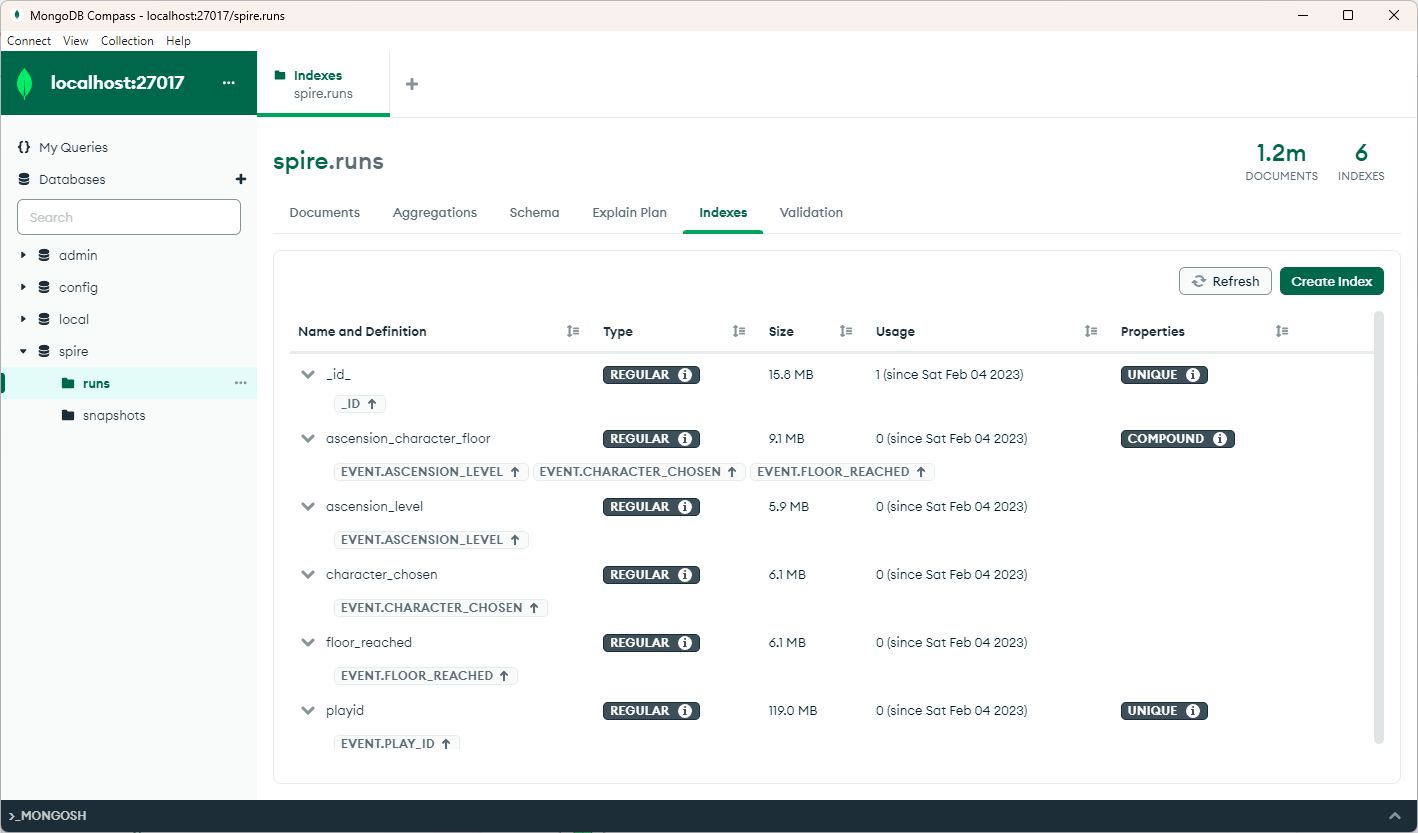 MongoDB Compass - localhost:27017/spire.runs
Connect View Collection Help
localhost:27017
Indexes
spire.runs
My Queries
Databases
Search
admin
config
local
spire
runs
snapshots
spire.runs
1.2m
DOCUMENTS
6
INDEXES
Documents Aggregations Schema Explain Plan Indexes Validation
Refresh Create Index
Name and Definition Type Size Usage Properties
_id_ REGULAR 15.8 MB 1 (since Sat Feb 04 2023) UNIQUE
_ID
ascension_character_floor REGULAR 9.1 MB 0 (since Sat Feb 04 2023) COMPOUND
EVENT.ASCENSION_LEVEL EVENT.CHARACTER_CHOSEN EVENT.FLOOR_REACHED
ascension_level REGULAR 5.9 MB 0 (since Sat Feb 04 2023)
EVENT.ASCENSION_LEVEL
character_chosen REGULAR 6.1 MB 0 (since Sat Feb 04 2023)
EVENT.CHARACTER_CHOSEN
floor_reached REGULAR 6.1 MB 0 (since Sat Feb 04 2023)
EVENT.FLOOR_REACHED
playid REGULAR 119.0 MB 0 (since Sat Feb 04 2023) UNIQUE
EVENT.PLAY_ID
>_MONGOSH